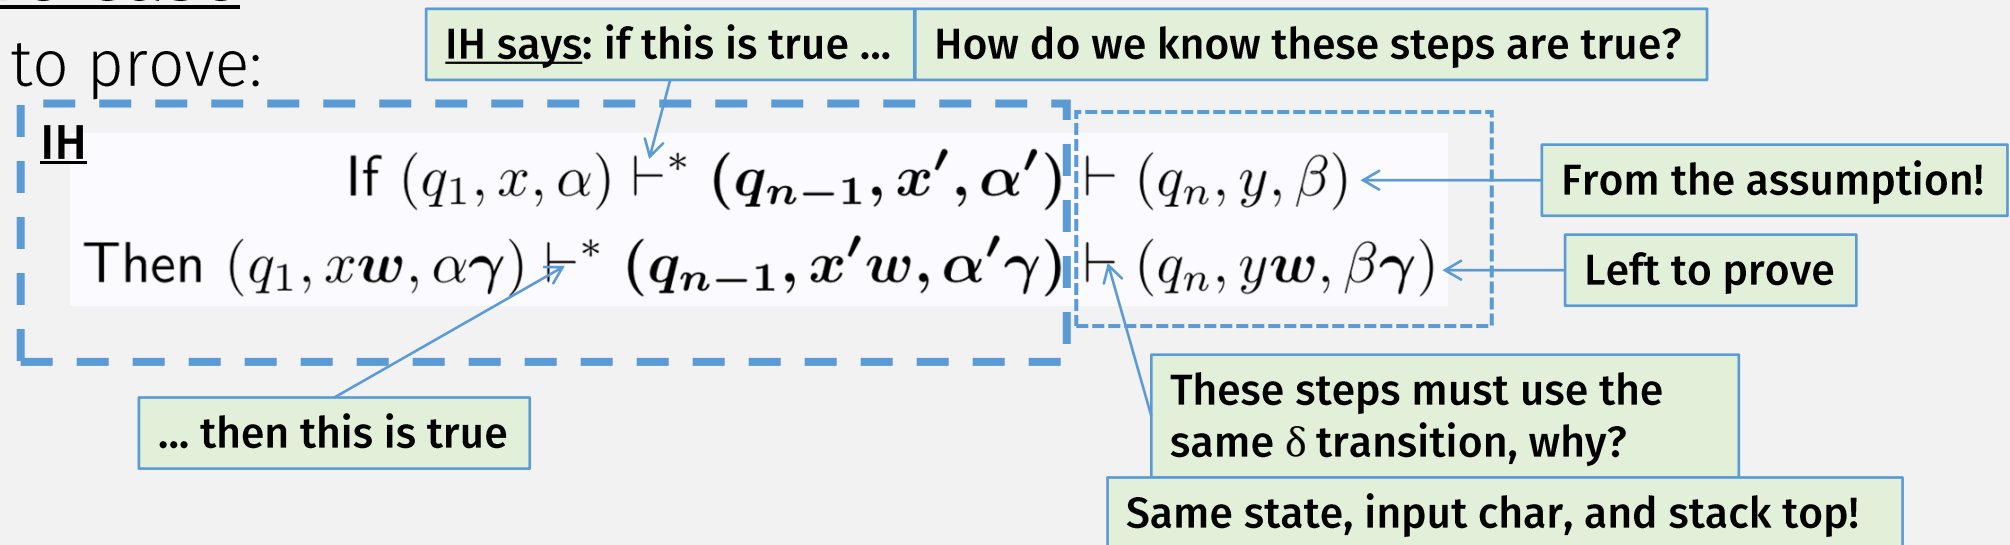 to prove:
IH says: if this is true ...
How do we know these steps are true?
IH
If (q₁, x, α) ⊢* (qₙ₋₁, x′, α′) ⊢ (qₙ, y, β)
From the assumption!
Then (q₁, xw, αγ) ⊢* (qₙ₋₁, x′w, α′γ) ⊢ (qₙ, yw, βγ)
Left to prove
... then this is true
These steps must use the
same δ transition, why?
Same state, input char, and stack top!